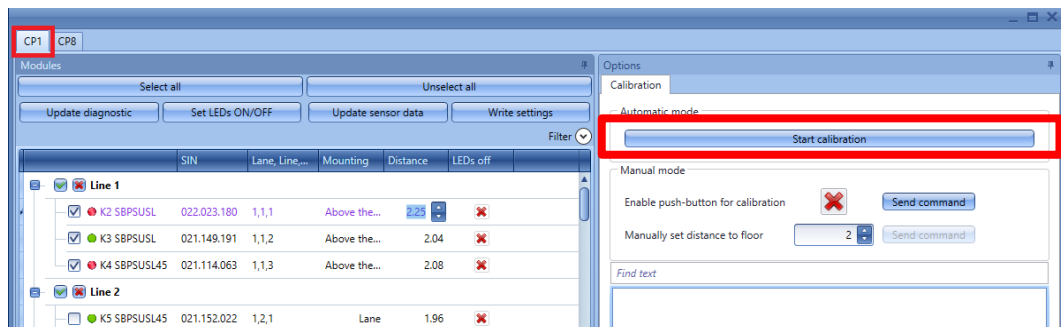 CP1 CP8
Modules
Select all Unselect all
Update diagnostic Set LEDs ON/OFF Update sensor data Write settings
Filter
SIN Lane, Line,... Mounting Distance LEDs off
Line 1
K2 SBPSUSL 022.023.180 1,1,1 Above the... 2.25
K3 SBPSUSL 021.149.191 1,1,2 Above the... 2.04
K4 SBPSUSL45 021.114.063 1,1,3 Above the... 2.08
Line 2
K5 SBPSUSL45 021.152.022 1,2,1 Lane 1.96
Options
Calibration
Automatic mode
Start calibration
Manual mode
Enable push-button for calibration Send command
Manually set distance to floor 2 Send command
Find text